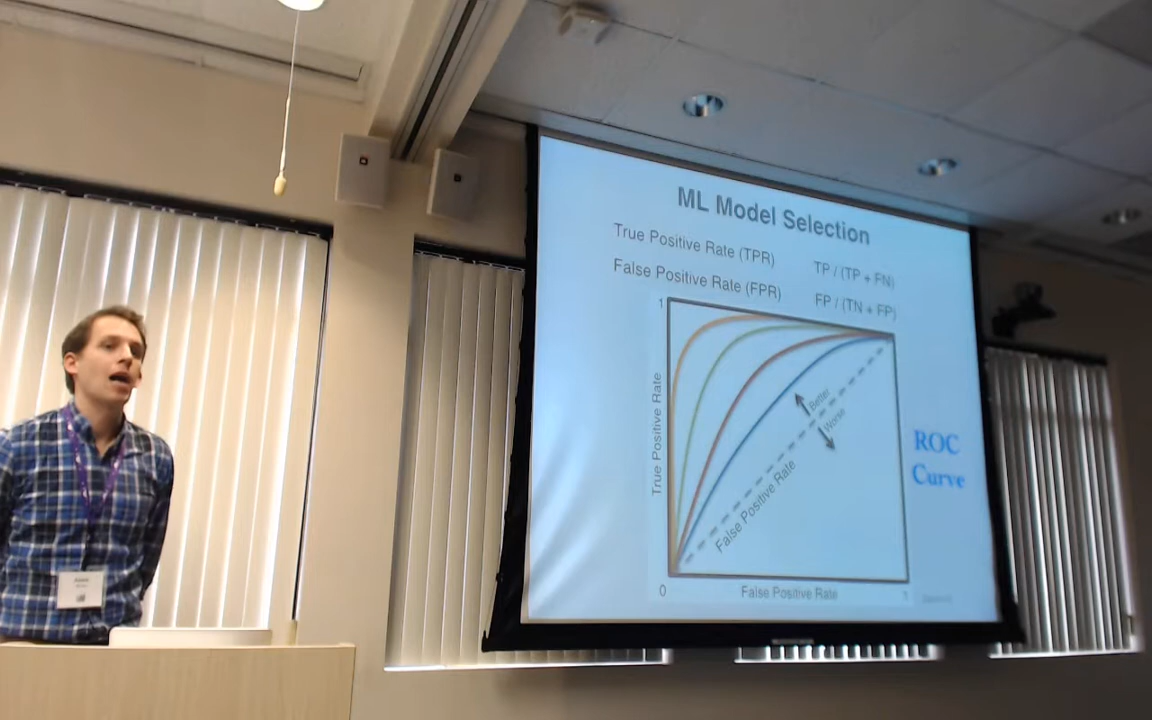 ML Model Selection
True Positive Rate (TPR) TP / (TP + FN)
False Positive Rate (FPR) FP / (TN + FP)
1
True Positive Rate
Better
Worse
False Positive Rate
ROC
Curve
0 False Positive Rate 1